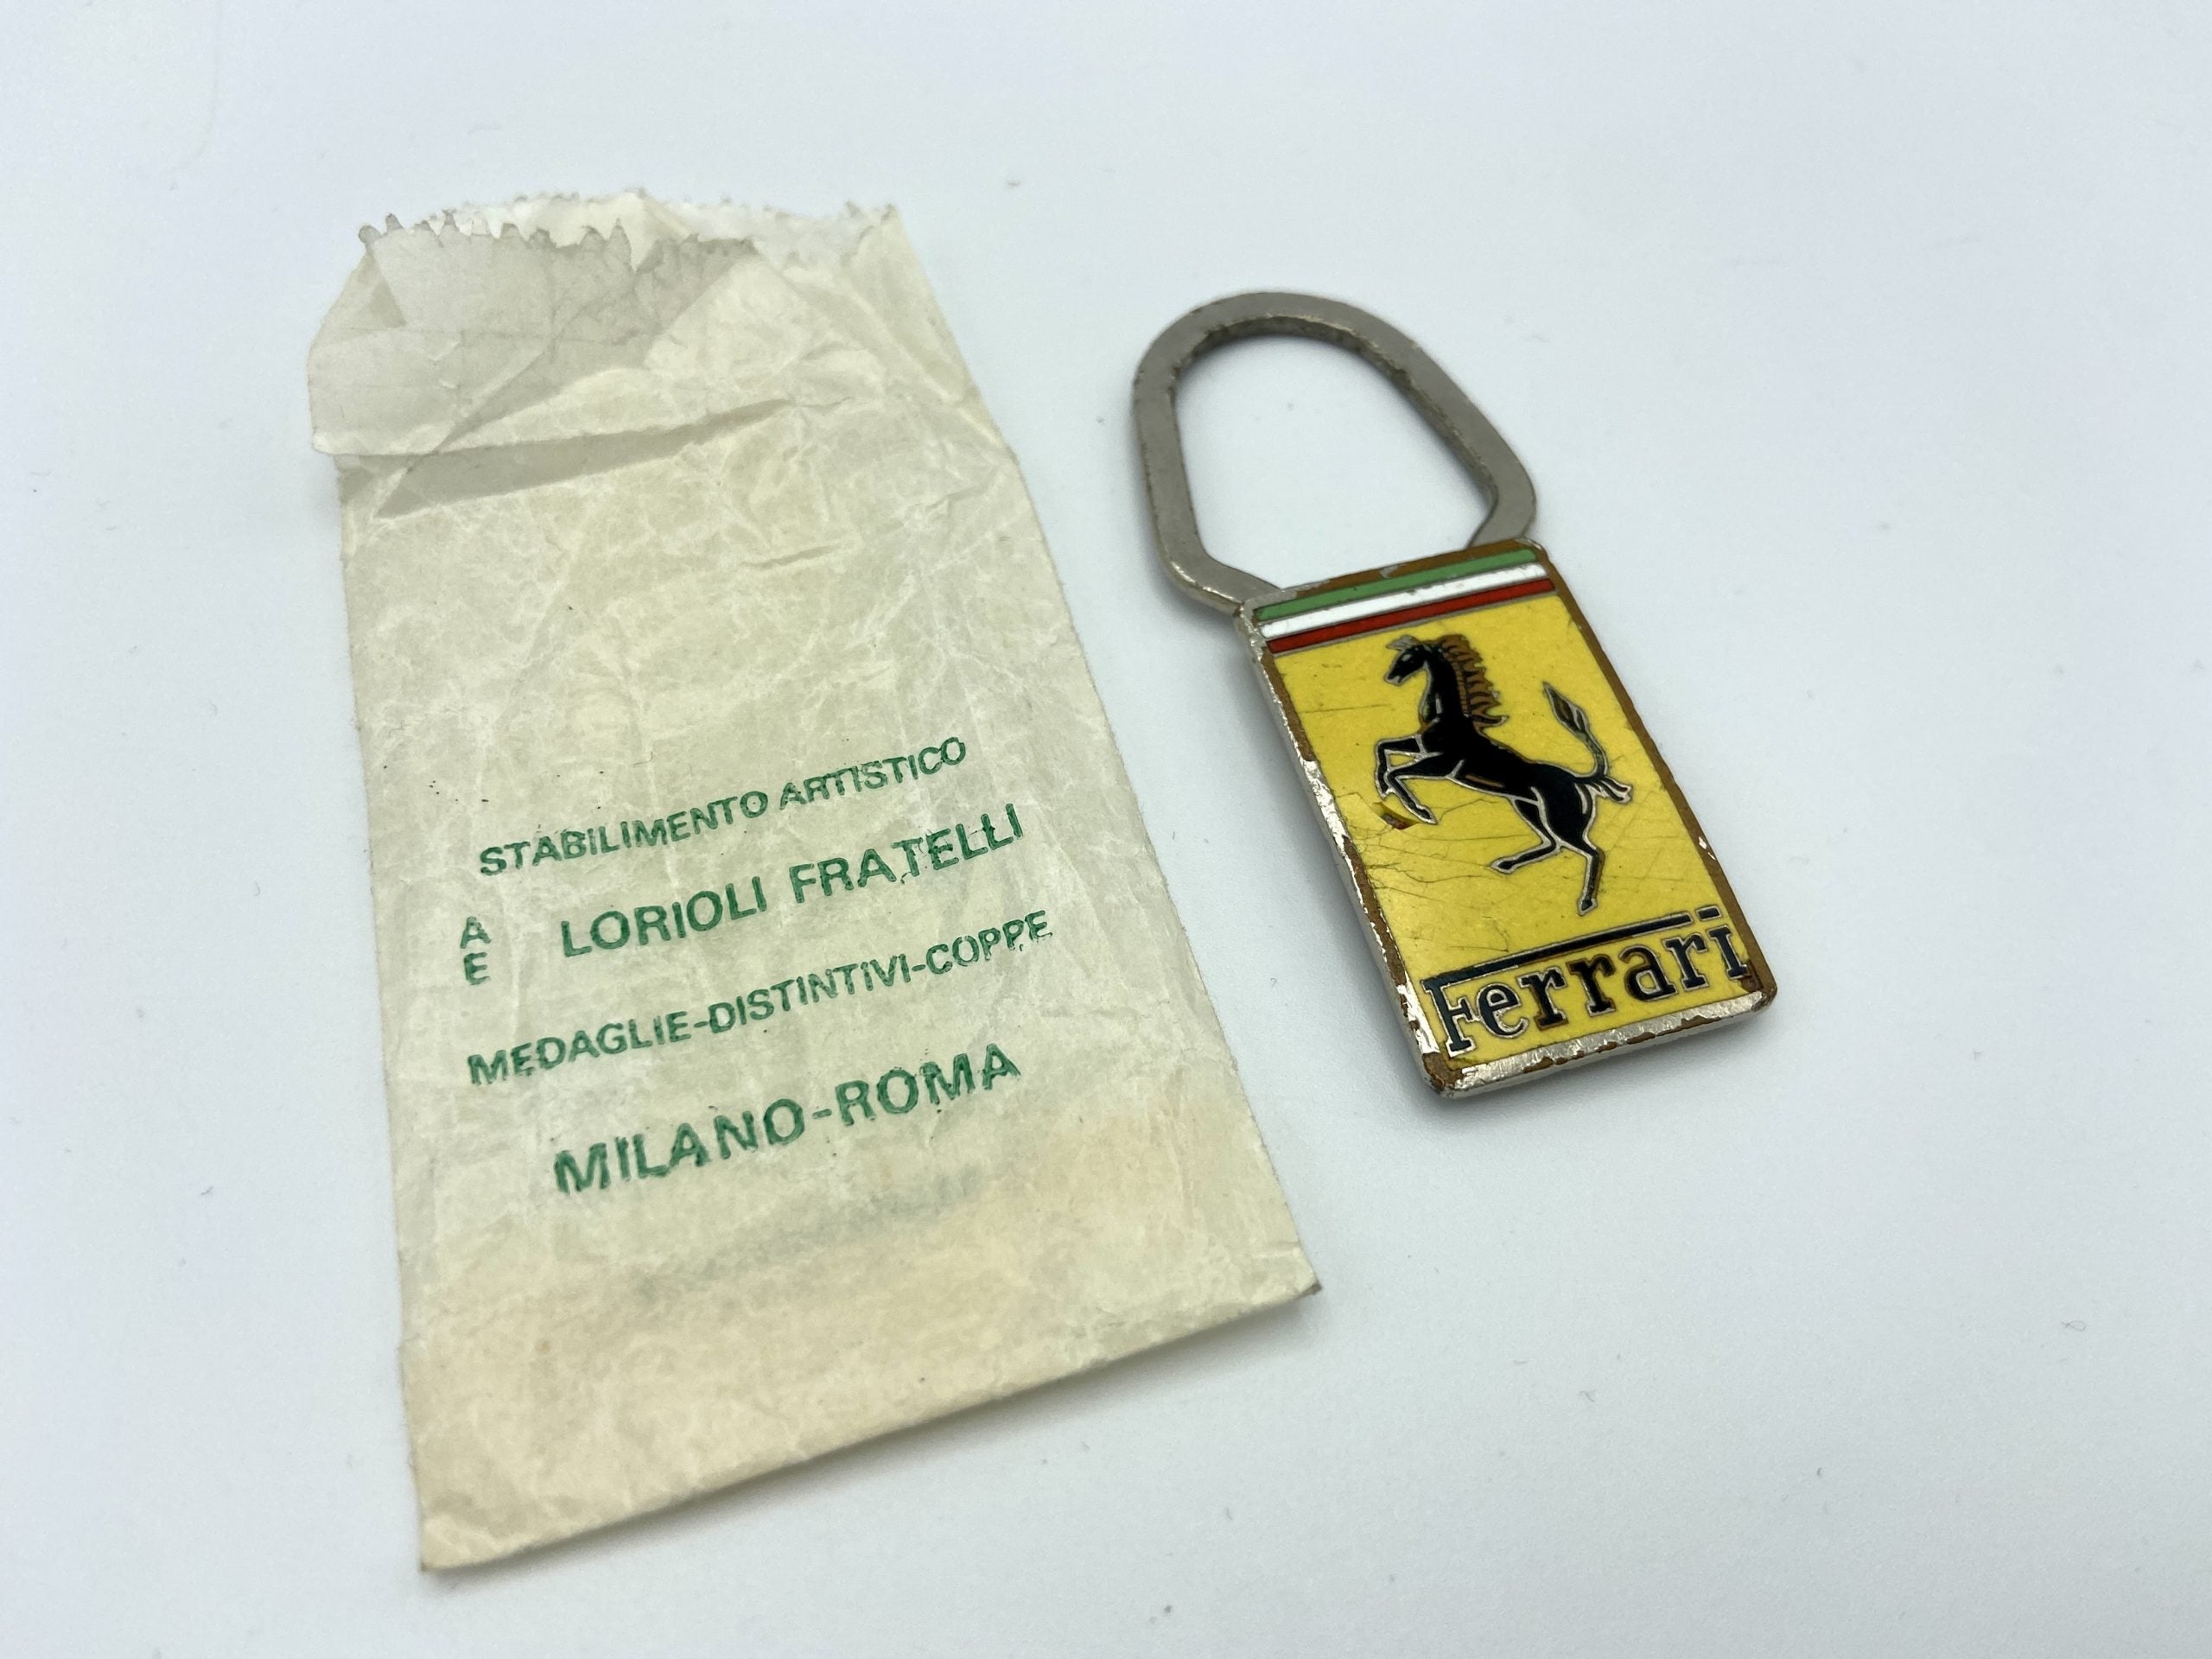 STABILIMENTO ARTISTICO
A
E
LORIOLI FRATELLI
MEDAGLIE-DISTINTIVI-COPPE
MILANO-ROMA
Ferrari